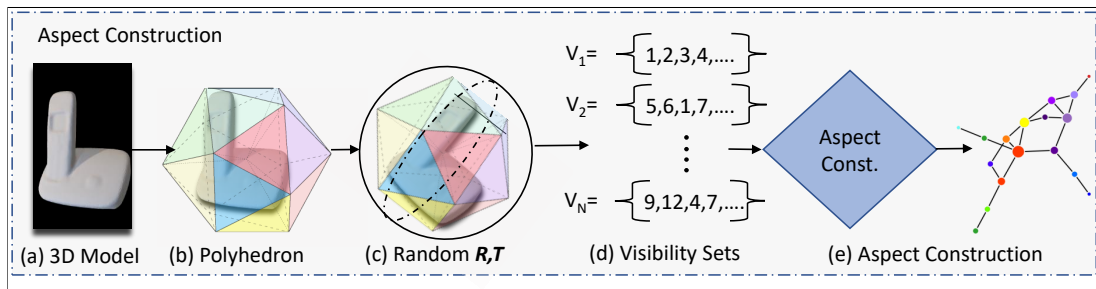 Aspect Construction
V1= {1,2,3,4,....}
V2= {5,6,1,7,....}
VN= {9,12,4,7,....}
Aspect
Const.
(a) 3D Model
(b) Polyhedron
(c) Random R,T
(d) Visibility Sets
(e) Aspect Construction